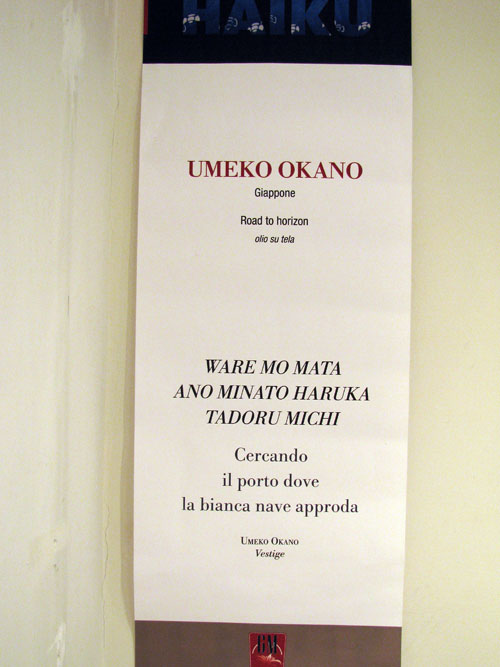 HAIKU
UMEKO OKANO
Giappone
Road to horizon
olio su tela
WARE MO MATA
ANO MINATO HARUKA
TADORU MICHI
Cercando
il porto dove
la bianca nave approda
UMEKO OKANO
Vestige
GM